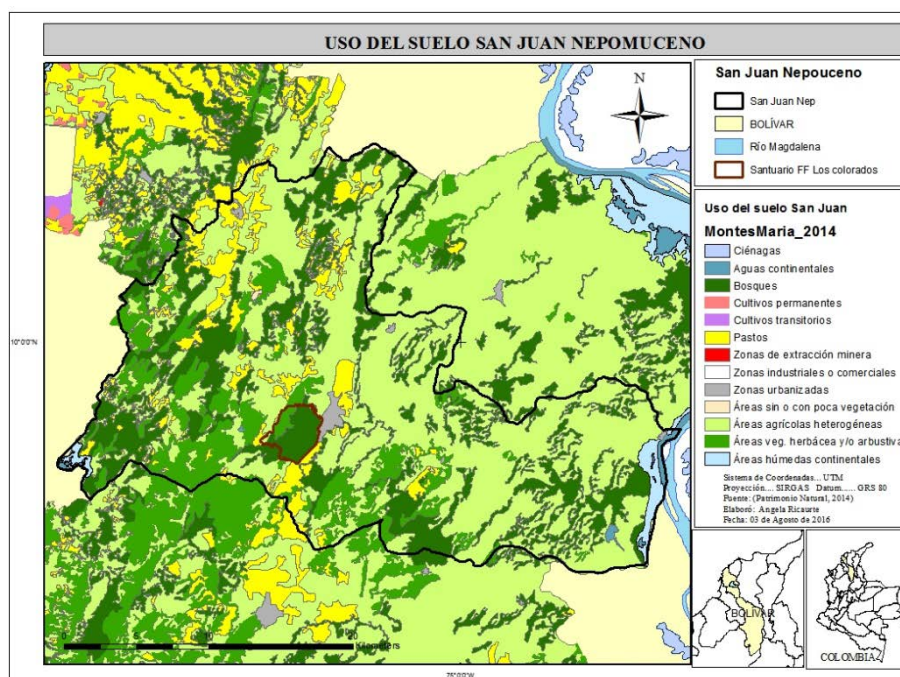 USO DEL SUELO SAN JUAN NEPOMUCENO
N
10°0'0"N
0 5 10 20
Kilometers
75°0'0"W
San Juan Nepouceno
San Juan Nep
BOLÍVAR
Río Magdalena
Santuario FF Los colorados
Uso del suelo San Juan
MontesMaria_2014
Ciénagas
Aguas continentales
Bosques
Cultivos permanentes
Cultivos transitorios
Pastos
Zonas de extracción minera
Zonas industriales o comerciales
Zonas urbanizadas
Áreas sin o con poca vegetación
Áreas agrícolas heterogéneas
Áreas veg. herbácea y/o arbustiva
Áreas húmedas continentales
Sistema de Coordenadas... UTM
Proyección.... SIRGAS Datum...... GRS 80
Fuente: (Patrimonio Natural, 2014)
Elaboró: Angela Ricaurte
Fecha: 03 de Agosto de 2016
BOLÍVAR
COLOMBIA